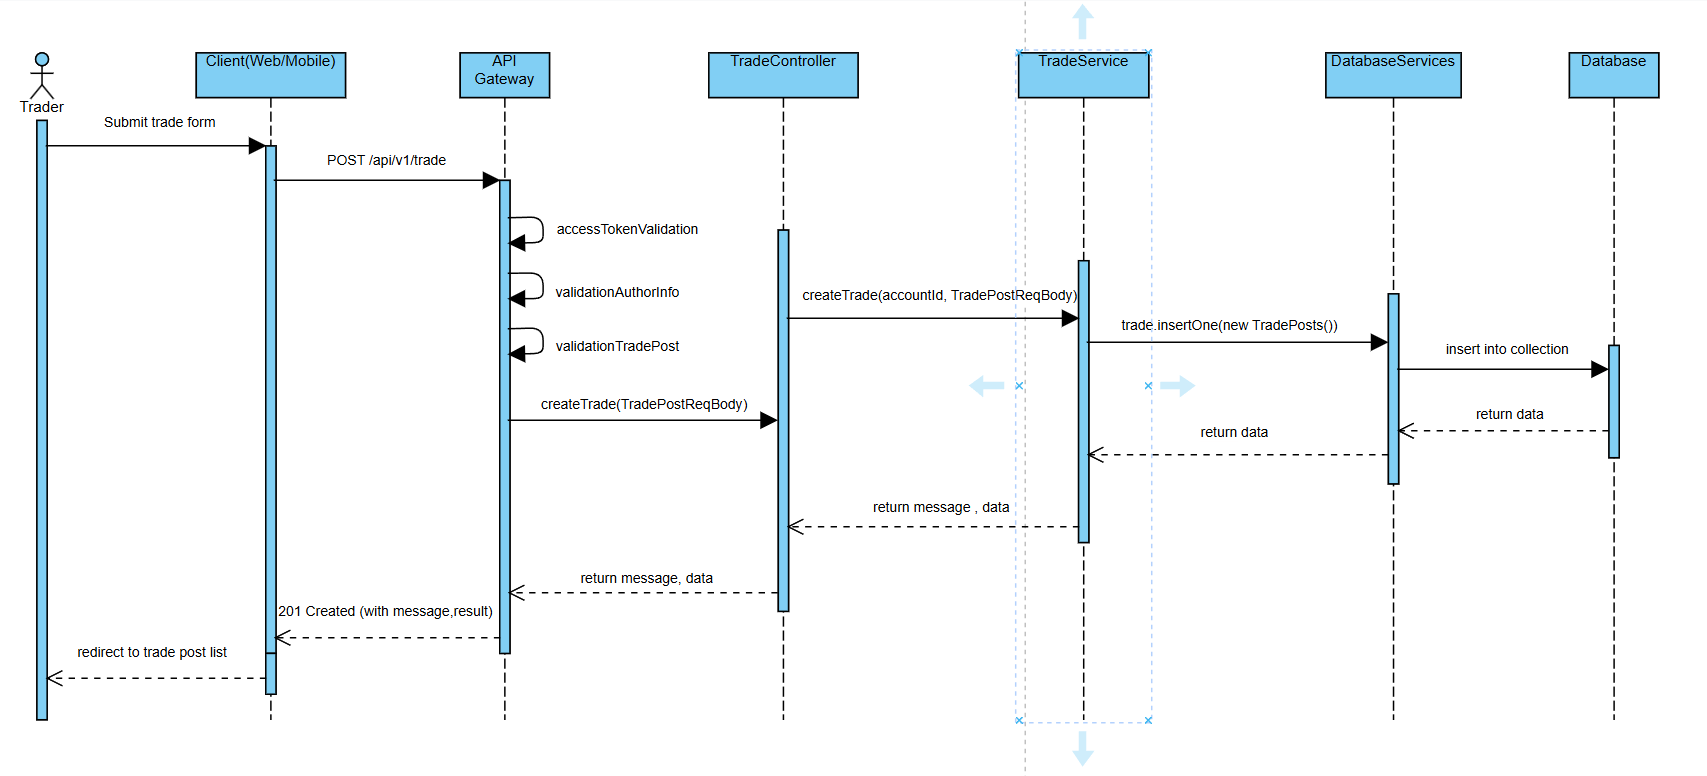 Trader
Client(Web/Mobile)
API
Gateway
TradeController
TradeService
DatabaseServices
Database
Submit trade form
POST /api/v1/trade
accessTokenValidation
validationAuthorInfo
createTrade(accountId, TradePostReqBody)
trade.insertOne(new TradePosts())
validationTradePost
insert into collection
createTrade(TradePostReqBody)
return data
return data
return message , data
return message, data
201 Created (with message,result)
redirect to trade post list